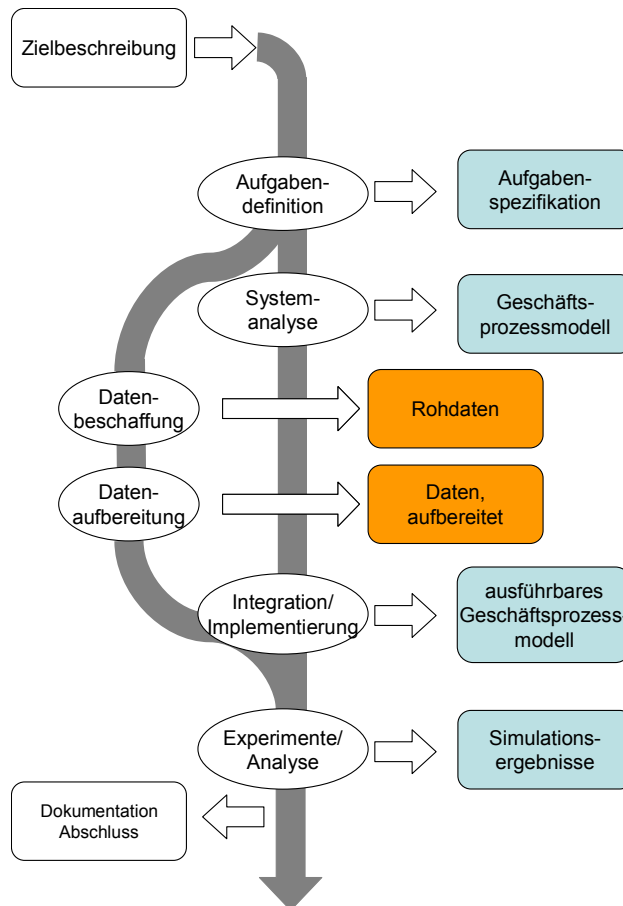 Zielbeschreibung
Aufgaben-
definition
Aufgaben-
spezifikation
System-
analyse
Geschäfts-
prozessmodell
Daten-
beschaffung
Rohdaten
Daten-
aufbereitung
Daten,
aufbereitet
Integration/
Implementierung
ausführbares
Geschäftsprozess-
modell
Experimente/
Analyse
Simulations-
ergebnisse
Dokumentation
Abschluss